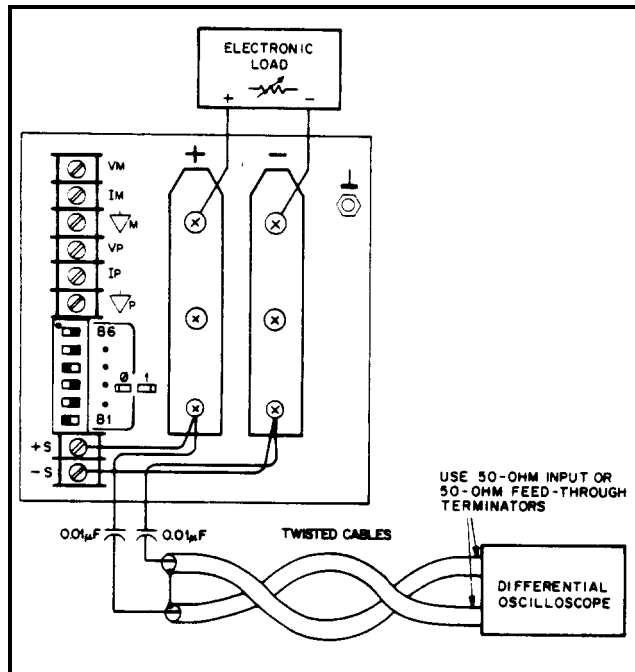 ELECTRONIC
LOAD
+ −
+ −
VM
IM
M
VP
IP
P
B6
0 1
B1
+S
−S
0.01µF
0.01µF
TWISTED CABLES
USE 50-OHM INPUT OR
50-OHM FEED-THROUGH
TERMINATORS
DIFFERENTIAL
OSCILLOSCOPE